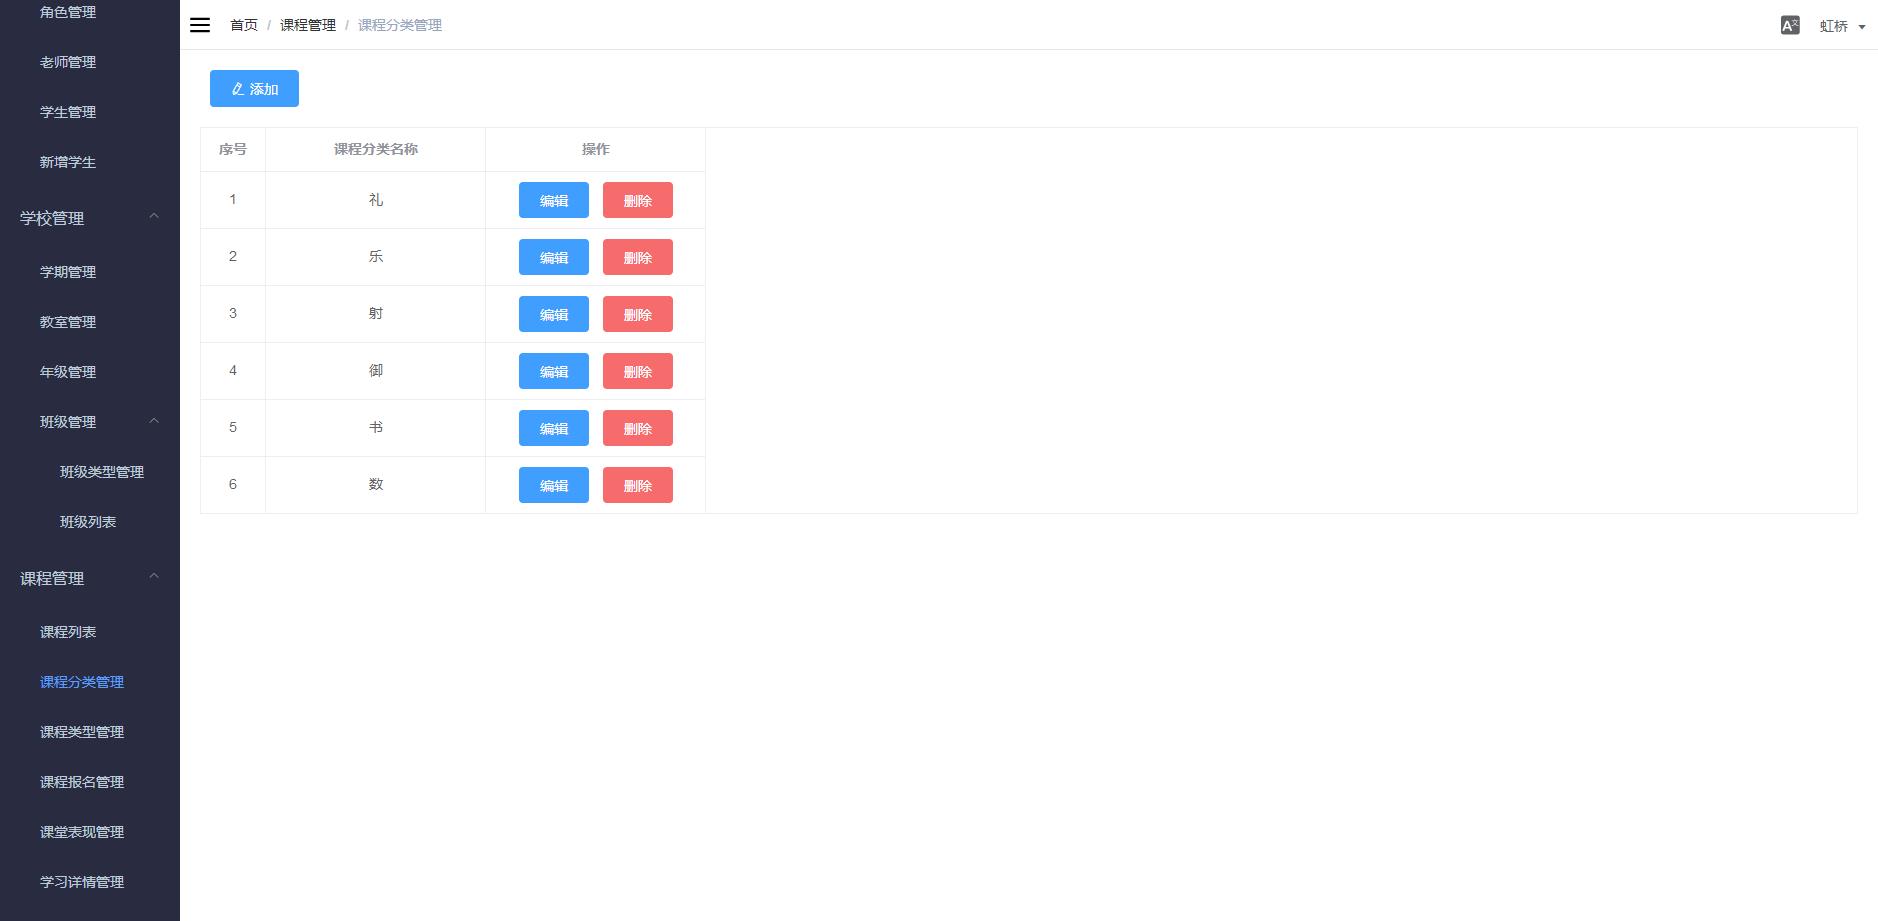 角色管理
老师管理
学生管理
新增学生
学校管理
学期管理
教室管理
年级管理
班级管理
班级类型管理
班级列表
课程管理
课程列表
课程分类管理
课程类型管理
课程报名管理
课堂表现管理
学习详情管理
首页 / 课程管理 / 课程分类管理
A文 虹桥
添加
序号 课程分类名称 操作
1 礼 编辑 删除
2 乐 编辑 删除
3 射 编辑 删除
4 御 编辑 删除
5 书 编辑 删除
6 数 编辑 删除